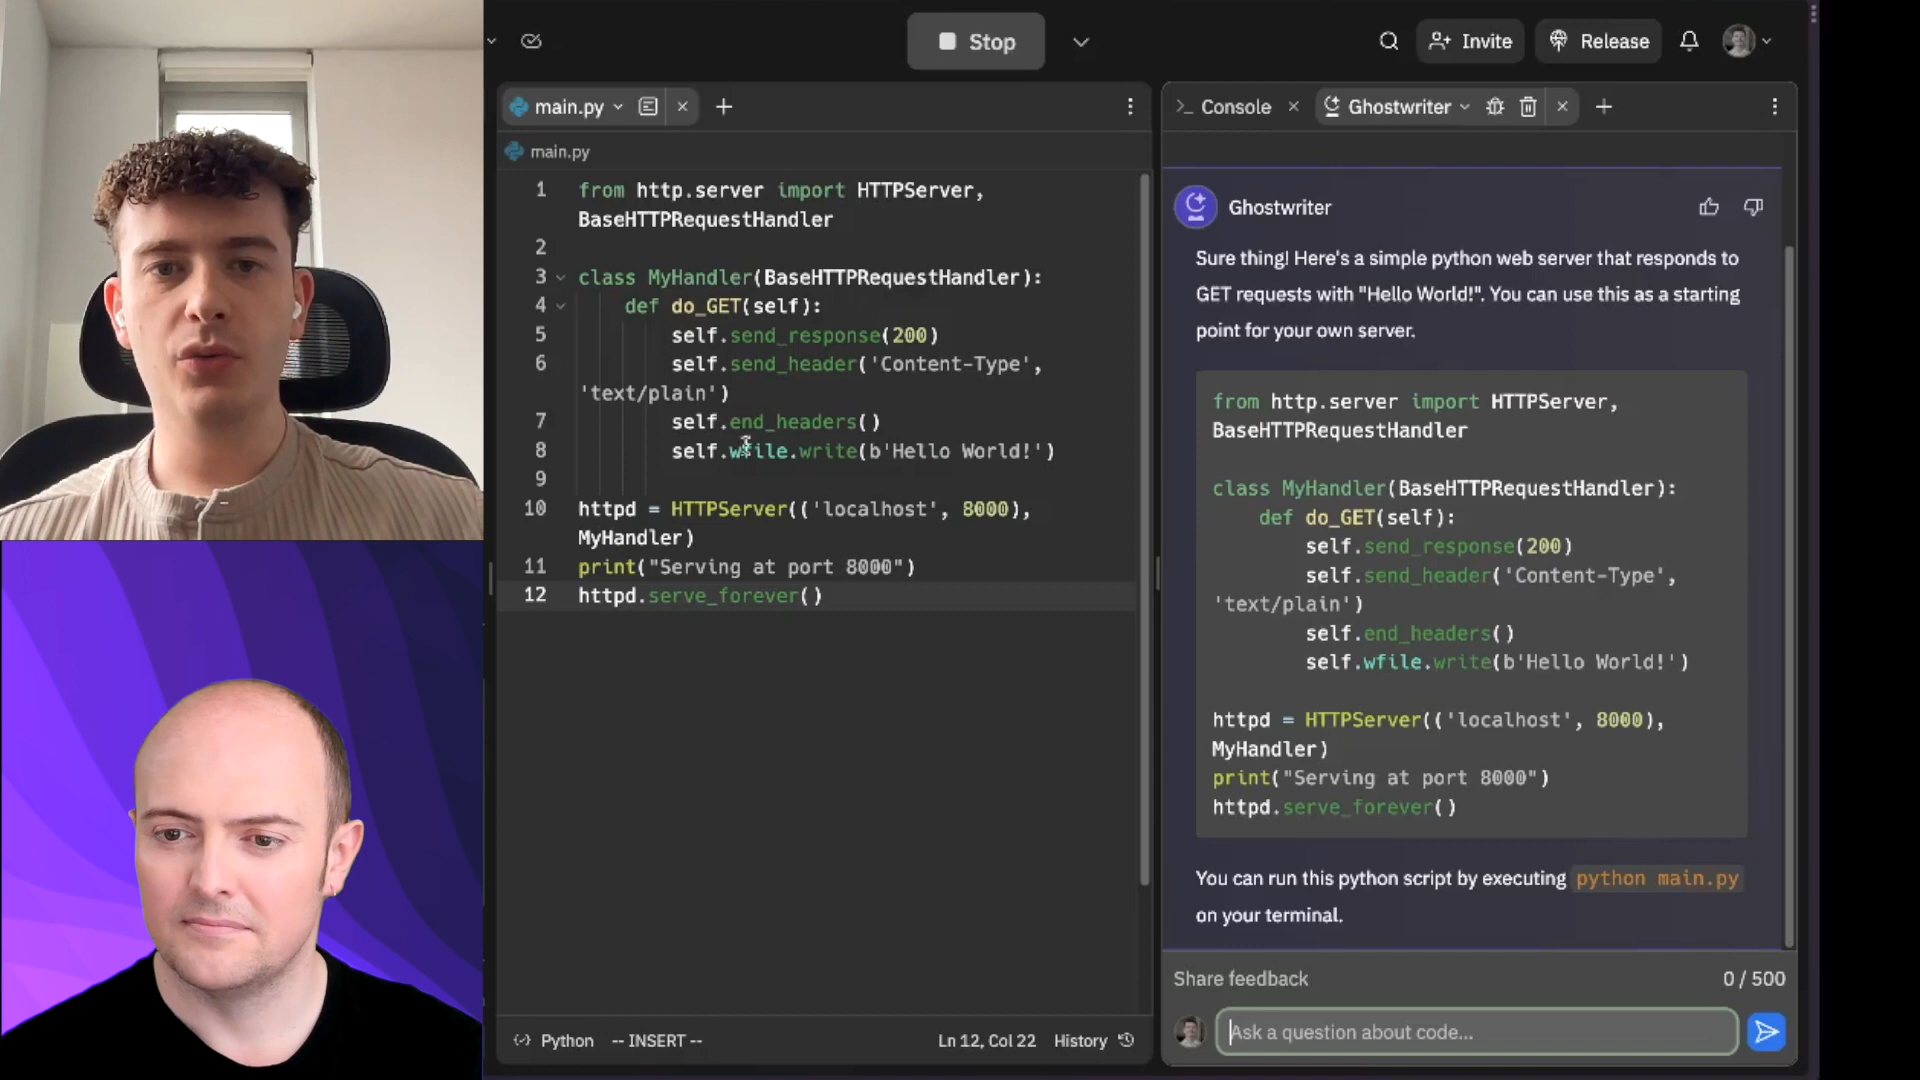 Stop
Invite
Release
main.py
main.py
1 from http.server import HTTPServer,
BaseHTTPRequestHandler
2
3 class MyHandler(BaseHTTPRequestHandler):
4 def do_GET(self):
5 self.send_response(200)
6 self.send_header('Content-Type',
'text/plain')
7 self.end_headers()
8 self.wfile.write(b'Hello World!')
9
10 httpd = HTTPServer(('localhost', 8000),
MyHandler)
11 print("Serving at port 8000")
12 httpd.serve_forever()
Python -- INSERT -- Ln 12, Col 22 History
>_ Console Ghostwriter
Ghostwriter
Sure thing! Here's a simple python web server that responds to
GET requests with "Hello World!". You can use this as a starting
point for your own server.
from http.server import HTTPServer,
BaseHTTPRequestHandler
class MyHandler(BaseHTTPRequestHandler):
def do_GET(self):
self.send_response(200)
self.send_header('Content-Type',
'text/plain')
self.end_headers()
self.wfile.write(b'Hello World!')
httpd = HTTPServer(('localhost', 8000),
MyHandler)
print("Serving at port 8000")
httpd.serve_forever()
You can run this python script by executing python main.py
on your terminal.
Share feedback 0 / 500
Ask a question about code...